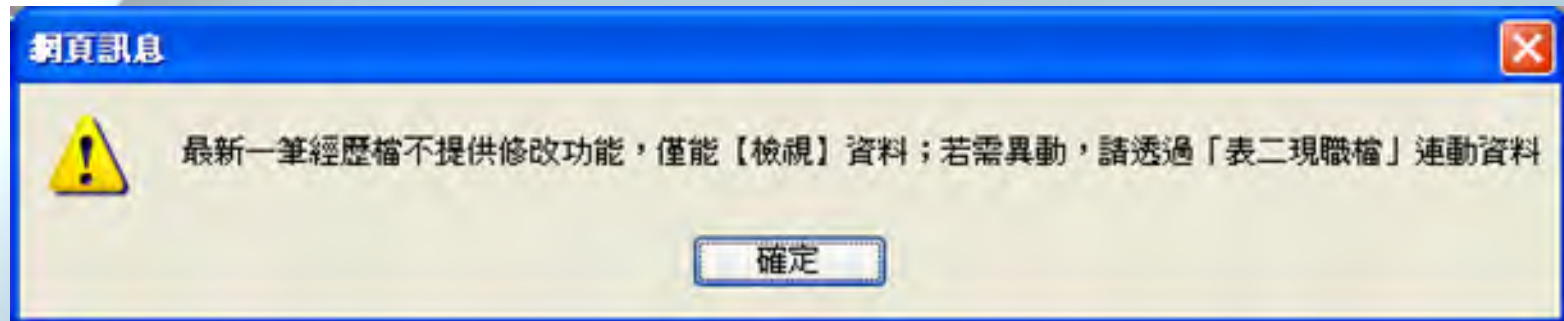 網頁訊息
最新一筆經歷檔不提供修改功能，僅能【檢視】資料；若需異動，請透過「表二現職檔」連動資料
確定